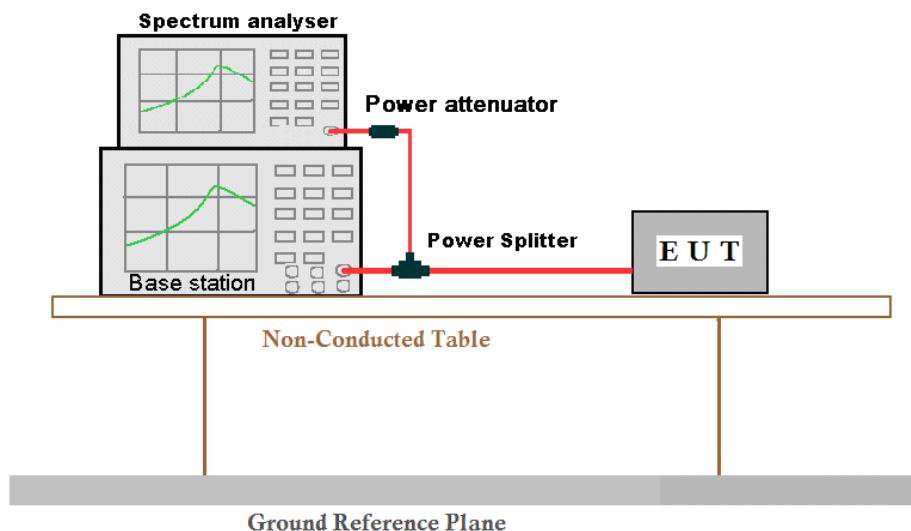 Spectrum analyser
Power attenuator
Power Splitter
E U T
Base station
Non-Conducted Table
Ground Reference Plane